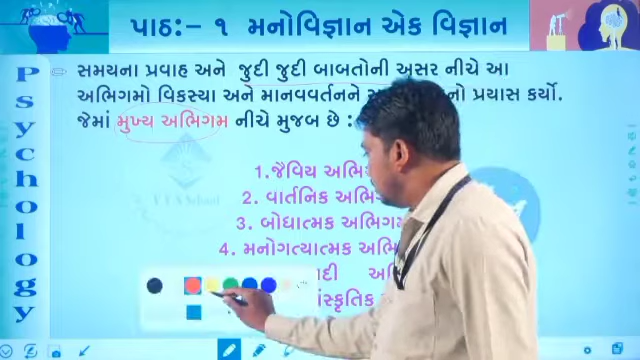 પાઠ:- ૧ મનોવિજ્ઞાન એક વિજ્ઞાન
Psychology
સમયના પ્રવાહ અને જુદી જુદી બાબતોની અસર નીચે આ
અભિગમો વિકસ્યા અને માનવવર્તનને નો પ્રયાસ કર્યો.
જેમાં મુખ્ય અભિગમ નીચે મુજબ છે :
1.જૈવિય
2. વાર્તનિક
3. બોધાત્મક
4. મનોગત્યાત્મક